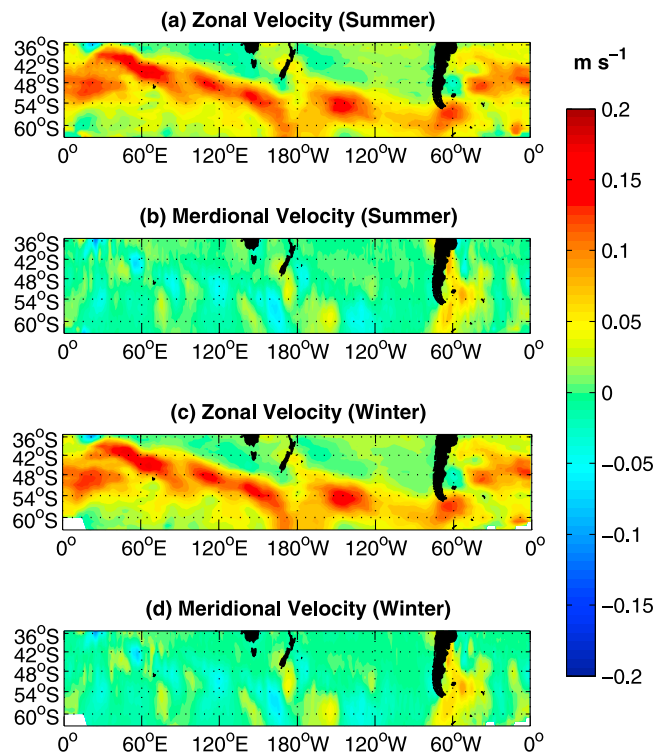 (a) Zonal Velocity (Summer)
36°S
42°S
48°S
54°S
60°S
0° 60°E 120°E 180°W 120°W 60°W 0°
(b) Merdional Velocity (Summer)
36°S
42°S
48°S
54°S
60°S
0° 60°E 120°E 180°W 120°W 60°W 0°
(c) Zonal Velocity (Winter)
36°S
42°S
48°S
54°S
60°S
0° 60°E 120°E 180°W 120°W 60°W 0°
(d) Meridional Velocity (Winter)
36°S
42°S
48°S
54°S
60°S
0° 60°E 120°E 180°W 120°W 60°W 0°
m s⁻¹
0.2
0.15
0.1
0.05
0
−0.05
−0.1
−0.15
−0.2